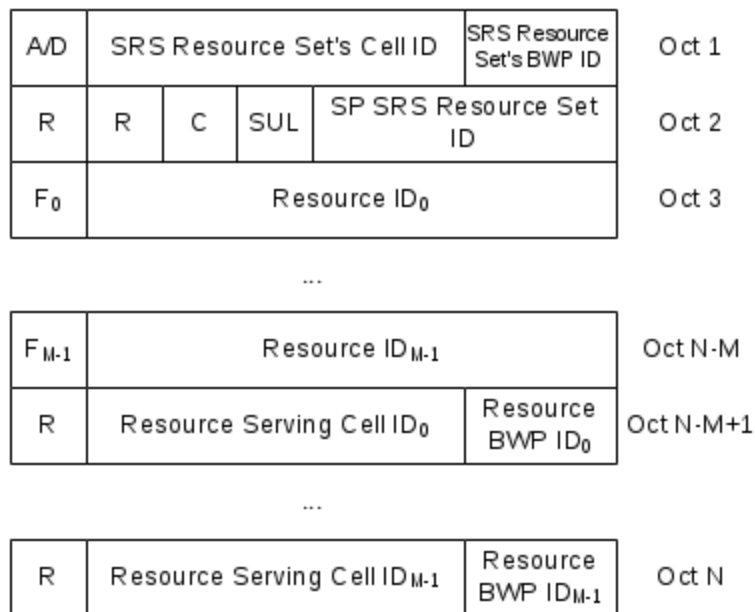 A/D SRS Resource Set's Cell ID SRS Resource Set's BWP ID Oct 1
R R C SUL SP SRS Resource Set ID Oct 2
F0 Resource ID0 Oct 3
...
FM-1 Resource IDM-1 Oct N-M
R Resource Serving Cell ID0 Resource BWP ID0 Oct N-M+1
...
R Resource Serving Cell IDM-1 Resource BWP IDM-1 Oct N